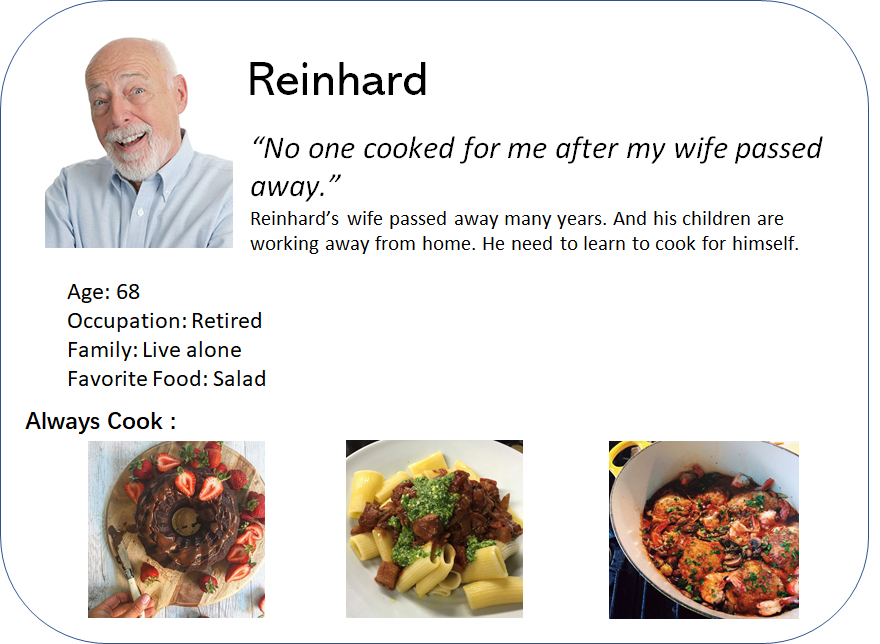 Reinhard
“No one cooked for me after my wife passed
away.”
Reinhard’s wife passed away many years. And his children are
working away from home. He need to learn to cook for himself.
Age: 68
Occupation: Retired
Family: Live alone
Favorite Food: Salad
Always Cook :